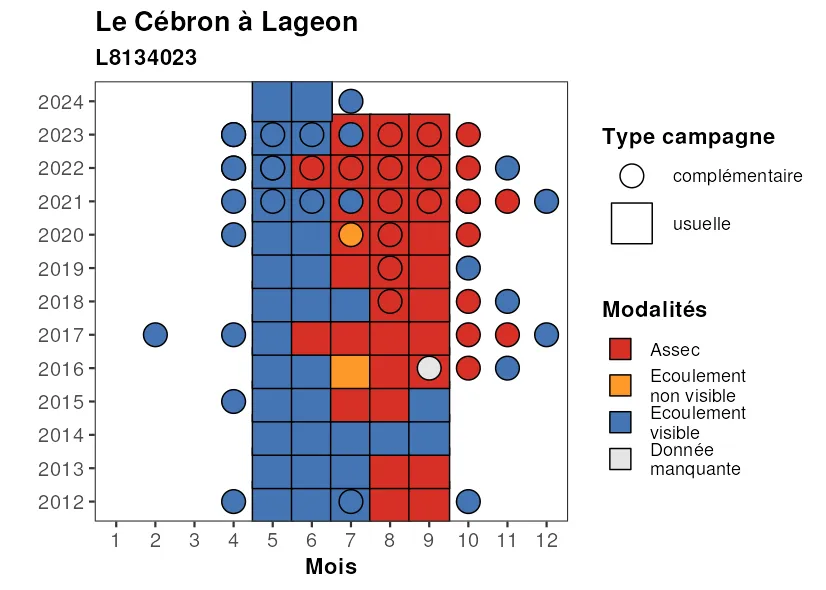 Le Cébron à Lageon
L8134023
2024
2023
2022
2021
2020
2019
2018
2017
2016
2015
2014
2013
2012
1 2 3 4 5 6 7 8 9 10 11 12
Mois
Type campagne
complémentaire
usuelle
Modalités
Assec
Ecoulement
non visible
Ecoulement
visible
Donnée
manquante